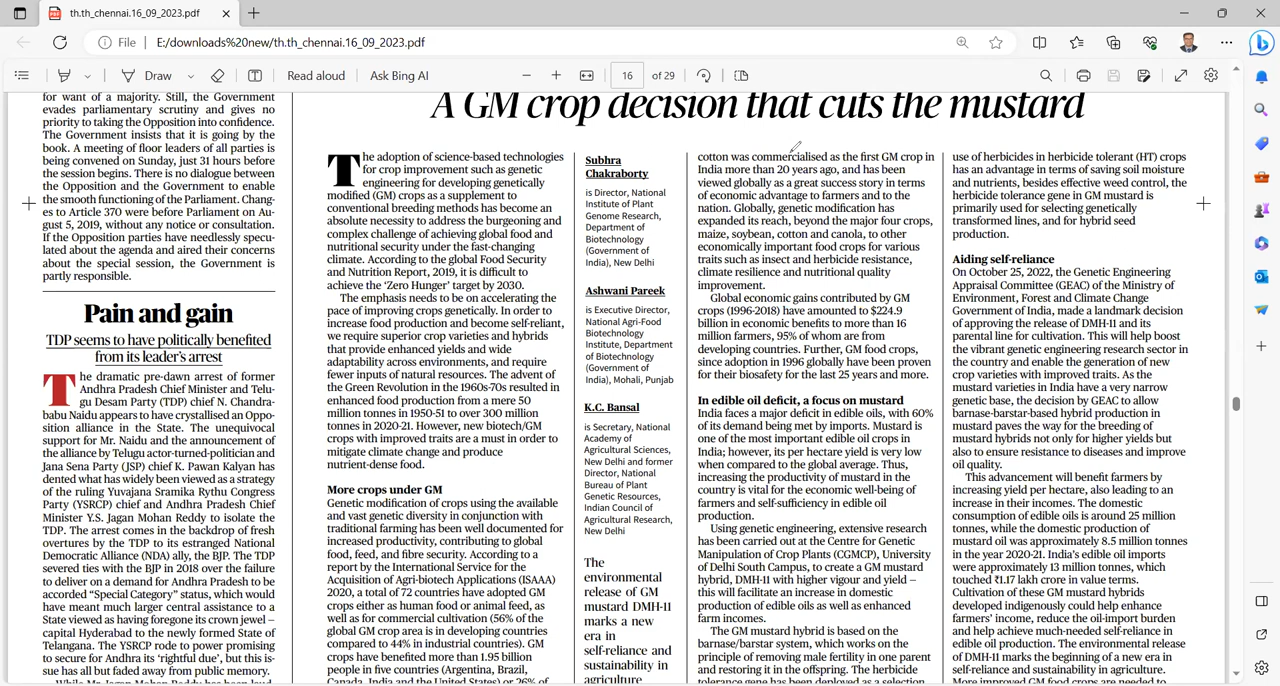 th.th_chennai.16_09_2023.pdf
File
E:/downloads%20new/th.th_chennai.16_09_2023.pdf
Draw
Read aloud
Ask Bing AI
16
of 29
for want of a majority. Still, the Government
evades parliamentary scrutiny and gives no
priority to taking the Opposition into confidence.
The Government insists that it is going by the
book. A meeting of floor leaders of all parties is
being convened on Sunday, just 31 hours before
the session begins. There is no dialogue between
the Opposition and the Government to enable
the smooth functioning of the Parliament. Chang-
es to Article 370 were before Parliament on Au-
gust 5, 2019, without any notice or consultation.
If the Opposition parties have needlessly specu-
lated about the agenda and aired their concerns
about the special session, the Government is
partly responsible.
Pain and gain
TDP seems to have politically benefited
from its leader's arrest
The dramatic pre-dawn arrest of former
Andhra Pradesh Chief Minister and Telu-
gu Desam Party (TDP) chief N. Chandra-
babu Naidu appears to have crystallised an Oppo-
sition alliance in the State. The unequivocal
support for Mr. Naidu and the announcement of
the alliance by Telugu actor-turned-politician and
Jana Sena Party (JSP) chief K. Pawan Kalyan has
dented what has widely been viewed as a strategy
of the ruling Yuvajana Sramika Rythu Congress
Party (YSRCP) chief and Andhra Pradesh Chief
Minister Y.S. Jagan Mohan Reddy to isolate the
TDP. The arrest comes in the backdrop of fresh
overtures by the TDP to its estranged National
Democratic Alliance (NDA) ally, the BJP. The TDP
severed ties with the BJP in 2018 over the failure
to deliver on a demand for Andhra Pradesh to be
accorded "Special Category" status, which would
have meant much larger central assistance to a
State viewed as having foregone its crown jewel –
capital Hyderabad to the newly formed State of
Telangana. The YSRCP rode to power promising
to secure for Andhra its 'rightful due', but this is-
sue has all but faded away from public memory.
A GM crop decision that cuts the mustard
The adoption of science-based technologies
for crop improvement such as genetic
engineering for developing genetically
modified (GM) crops as a supplement to
conventional breeding methods has become an
absolute necessity to address the burgeoning and
complex challenge of achieving global food and
nutritional security under the fast-changing
climate. According to the global Food Security
and Nutrition Report, 2019, it is difficult to
achieve the 'Zero Hunger' target by 2030.
The emphasis needs to be on accelerating the
pace of improving crops genetically. In order to
increase food production and become self-reliant,
we require superior crop varieties and hybrids
that provide enhanced yields and wide
adaptability across environments, and require
fewer inputs of natural resources. The advent of
the Green Revolution in the 1960s-70s resulted in
enhanced food production from a mere 50
million tonnes in 1950-51 to over 300 million
tonnes in 2020-21. However, new biotech/GM
crops with improved traits are a must in order to
mitigate climate change and produce
nutrient-dense food.
More crops under GM
Genetic modification of crops using the available
and vast genetic diversity in conjunction with
traditional farming has been well documented for
increased productivity, contributing to global
food, feed, and fibre security. According to a
report by the International Service for the
Acquisition of Agri-biotech Applications (ISAAA)
2020, a total of 72 countries have adopted GM
crops either as human food or animal feed, as
well as for commercial cultivation (56% of the
global GM crop area is in developing countries
compared to 44% in industrial countries). GM
crops have benefited more than 1.95 billion
people in five countries (Argentina, Brazil,
Canada, India and the United States) or 26% of
Subhra
Chakraborty
is Director, National
Institute of Plant
Genome Research,
Department of
Biotechnology
(Government of
India), New Delhi
Ashwani Pareek
is Executive Director,
National Agri-Food
Biotechnology
Institute, Department
of Biotechnology
(Government of
India), Mohali, Punjab
K.C. Bansal
is Secretary, National
Academy of
Agricultural Sciences,
New Delhi and former
Director, National
Bureau of Plant
Genetic Resources,
Indian Council of
Agricultural Research,
New Delhi
The
environmental
release of GM
mustard DMH-11
marks a new
era in
self-reliance and
sustainability in
agriculture
cotton was commercialised as the first GM crop in
India more than 20 years ago, and has been
viewed globally as a great success story in terms
of economic advantage to farmers and to the
nation. Globally, genetic modification has
expanded its reach, beyond the major four crops,
maize, soybean, cotton and canola, to other
economically important food crops for various
traits such as insect and herbicide resistance,
climate resilience and nutritional quality
improvement.
Global economic gains contributed by GM
crops (1996-2018) have amounted to $224.9
billion in economic benefits to more than 16
million farmers, 95% of whom are from
developing countries. Further, GM food crops,
since adoption in 1996 globally have been proven
for their biosafety for the last 25 years and more.
In edible oil deficit, a focus on mustard
India faces a major deficit in edible oils, with 60%
of its demand being met by imports. Mustard is
one of the most important edible oil crops in
India; however, its per hectare yield is very low
when compared to the global average. Thus,
increasing the productivity of mustard in the
country is vital for the economic well-being of
farmers and self-sufficiency in edible oil
production.
Using genetic engineering, extensive research
has been carried out at the Centre for Genetic
Manipulation of Crop Plants (CGMCP), University
of Delhi South Campus, to create a GM mustard
hybrid, DMH-11 with higher vigour and yield –
this will facilitate an increase in domestic
production of edible oils as well as enhanced
farm incomes.
The GM mustard hybrid is based on the
barnase/barstar system, which works on the
principle of removing male fertility in one parent
and restoring it in the offspring. The herbicide
tolerance gene has been deployed as a selection
use of herbicides in herbicide tolerant (HT) crops
has an advantage in terms of saving soil moisture
and nutrients, besides effective weed control, the
herbicide tolerance gene in GM mustard is
primarily used for selecting genetically
transformed lines, and for hybrid seed
production.
Aiding self-reliance
On October 25, 2022, the Genetic Engineering
Appraisal Committee (GEAC) of the Ministry of
Environment, Forest and Climate Change
Government of India, made a landmark decision
of approving the release of DMH-11 and its
parental line for cultivation. This will help boost
the vibrant genetic engineering research sector in
the country and enable the generation of new
crop varieties with improved traits. As the
mustard varieties in India have a very narrow
genetic base, the decision by GEAC to allow
barnase-barstar-based hybrid production in
mustard paves the way for the breeding of
mustard hybrids not only for higher yields but
also to ensure resistance to diseases and improve
oil quality.
This advancement will benefit farmers by
increasing yield per hectare, also leading to an
increase in their incomes. The domestic
consumption of edible oils is around 25 million
tonnes, while the domestic production of
mustard oil was approximately 8.5 million tonnes
in the year 2020-21. India's edible oil imports
were approximately 13 million tonnes, which
touched ₹1.17 lakh crore in value terms.
Cultivation of these GM mustard hybrids
developed indigenously could help enhance
farmers' income, reduce the oil-import burden
and help achieve much-needed self-reliance in
edible oil production. The environmental release
of DMH-11 marks the beginning of a new era in
self-reliance and sustainability in agriculture.
More improved GM food crops are needed to